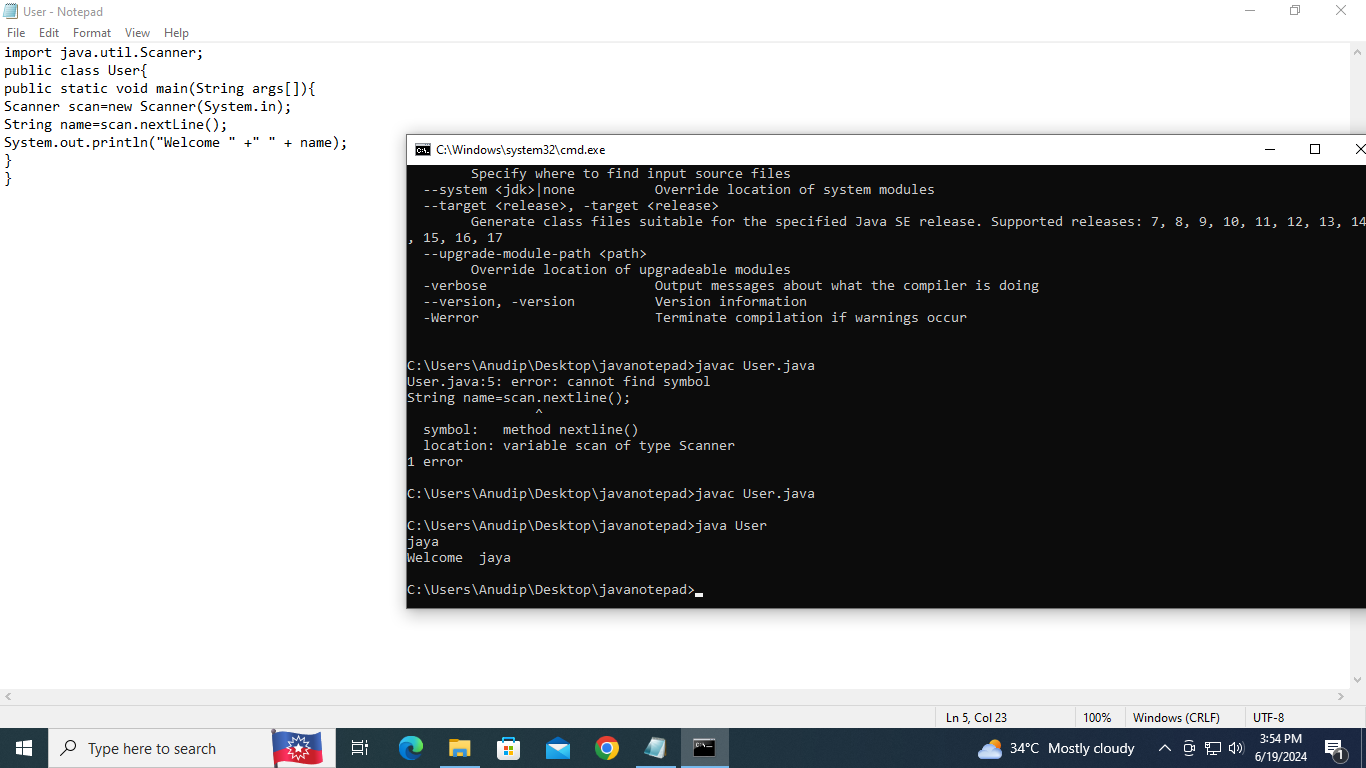 User - Notepad
File Edit Format View Help
import java.util.Scanner;
public class User{
public static void main(String args[]){
Scanner scan=new Scanner(System.in);
String name=scan.nextLine();
System.out.println("Welcome " +" " + name);
}
}
C:\Windows\system32\cmd.exe
Specify where to find input source files
--system <jdk>|none Override location of system modules
--target <release>, -target <release>
Generate class files suitable for the specified Java SE release. Supported releases: 7, 8, 9, 10, 11, 12, 13, 14
, 15, 16, 17
--upgrade-module-path <path>
Override location of upgradeable modules
-verbose Output messages about what the compiler is doing
--version, -version Version information
-Werror Terminate compilation if warnings occur
C:\Users\Anudip\Desktop\javanotepad>javac User.java
User.java:5: error: cannot find symbol
String name=scan.nextline();
^
symbol: method nextline()
location: variable scan of type Scanner
1 error
C:\Users\Anudip\Desktop\javanotepad>javac User.java
C:\Users\Anudip\Desktop\javanotepad>java User
jaya
Welcome  jaya
C:\Users\Anudip\Desktop\javanotepad>
Ln 5, Col 23 100% Windows (CRLF) UTF-8
Type here to search
34°C Mostly cloudy
3:54 PM
6/19/2024
1